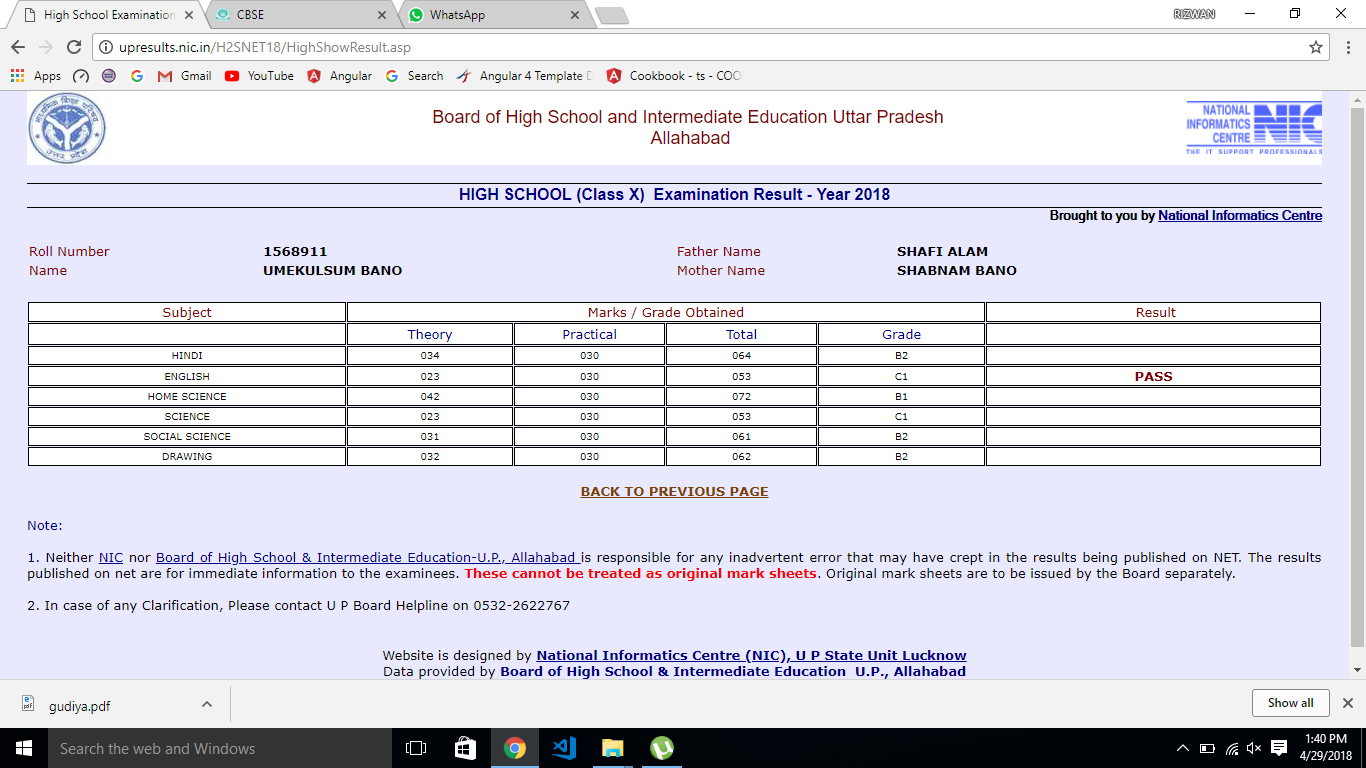 High School Examination
CBSE
WhatsApp
RIZWAN
upresults.nic.in/H2SNET18/HighShowResult.asp
Apps Gmail YouTube Angular Search Angular 4 Template D Cookbook - ts - COO
माध्यमिक शिक्षा परिषद
उत्तर प्रदेश
Board of High School and Intermediate Education Uttar Pradesh
Allahabad
NATIONAL
INFORMATICS
CENTRE
NIC
THE IT SUPPORT PROFESSIONALS
HIGH SCHOOL (Class X) Examination Result - Year 2018
Brought to you by National Informatics Centre
Roll Number 1568911 Father Name SHAFI ALAM
Name UMEKULSUM BANO Mother Name SHABNAM BANO
Subject Marks / Grade Obtained Result
Theory Practical Total Grade
HINDI 034 030 064 B2
ENGLISH 023 030 053 C1 PASS
HOME SCIENCE 042 030 072 B1
SCIENCE 023 030 053 C1
SOCIAL SCIENCE 031 030 061 B2
DRAWING 032 030 062 B2
BACK TO PREVIOUS PAGE
Note:
1. Neither NIC nor Board of High School & Intermediate Education-U.P., Allahabad is responsible for any inadvertent error that may have crept in the results being published on NET. The results
published on net are for immediate information to the examinees. These cannot be treated as original mark sheets. Original mark sheets are to be issued by the Board separately.
2. In case of any Clarification, Please contact U P Board Helpline on 0532-2622767
Website is designed by National Informatics Centre (NIC), U P State Unit Lucknow
Data provided by Board of High School & Intermediate Education U.P., Allahabad
gudiya.pdf
Show all
Search the web and Windows
1:40 PM
4/29/2018